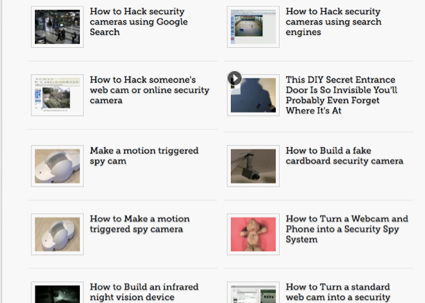 How to Hack security
cameras using Google
Search
How to Hack security
cameras using search
engines
How to Hack someone's
web cam or online security
camera
This DIY Secret Entrance
Door Is So Invisible You'll
Probably Even Forget
Where It's At
Make a motion triggered
spy cam
How to Build a fake
cardboard security camera
How to Make a motion
triggered spy camera
How to Turn a Webcam and
Phone into a Security Spy
System
How to Build an infrared
night vision device
How to Turn a standard
web cam into a security